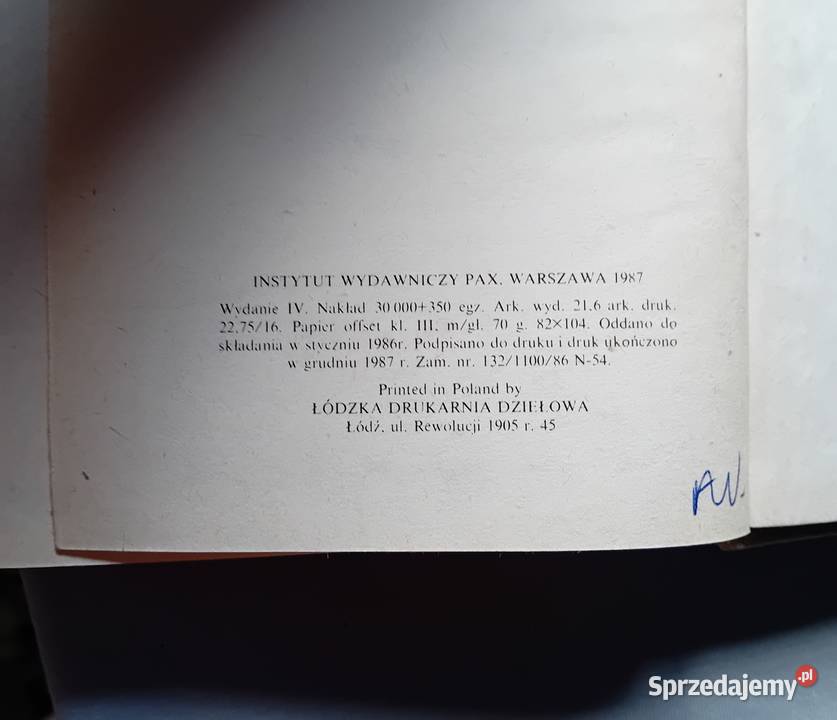 INSTYTUT WYDAWNICZY PAX. WARSZAWA 1987
Wydanie IV. Nakład 30 000+350 egz. Ark. wyd. 21,6 ark. druk.
22,75/16. Papier offset kl. III, m/gł. 70 g. 82×104. Oddano do
składania w styczniu 1986r. Podpisano do druku i druk ukończono
w grudniu 1987 r. Zam. nr. 132/1100/86 N-54.
Printed in Poland by
ŁÓDZKA DRUKARNIA DZIEŁOWA
Łódź, ul. Rewolucji 1905 r. 45
Sprzedajemy.pl